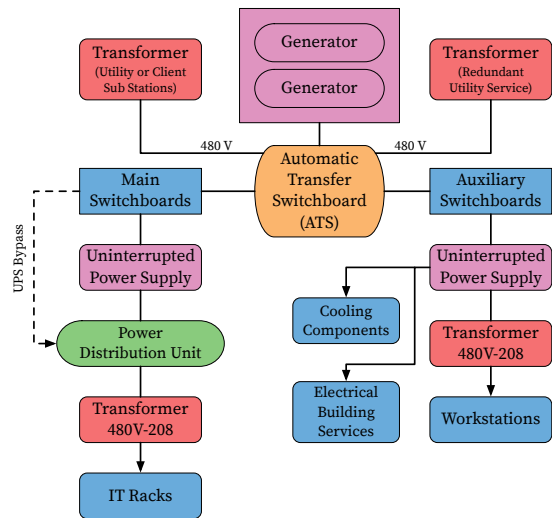 Transformer
(Utility or Client
Sub Stations)
Generator
Generator
Transformer
(Redundant
Utility Service)
480 V
480 V
Automatic
Transfer
Switchboard
(ATS)
Main
Switchboards
Auxiliary
Switchboards
UPS Bypass
Uninterrupted
Power Supply
Uninterrupted
Power Supply
Cooling
Components
Power
Distribution Unit
Transformer
480V-208
Electrical
Building
Services
Workstations
Transformer
480V-208
IT Racks